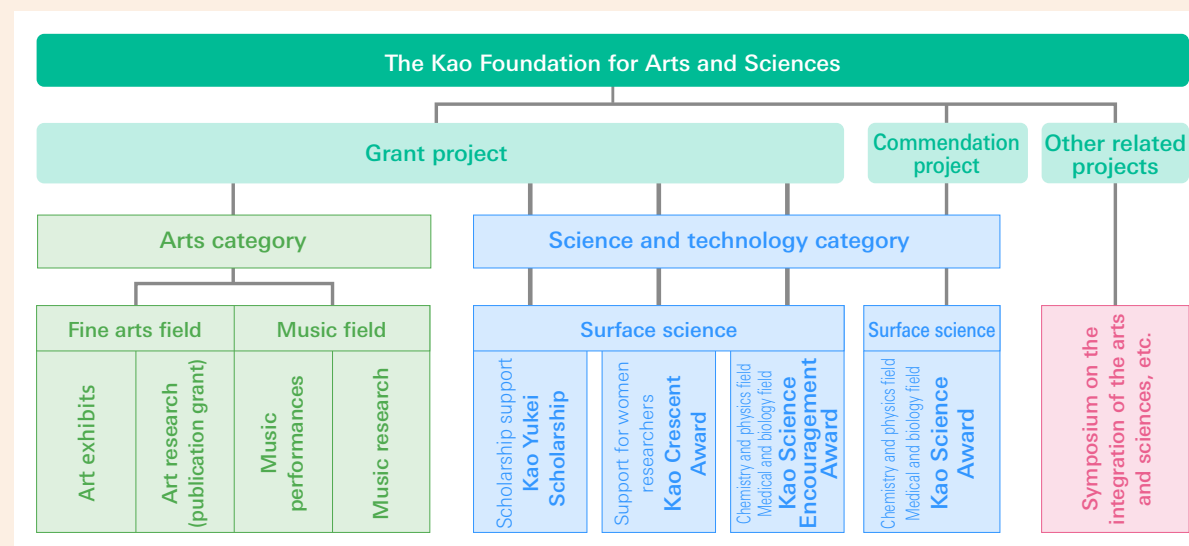 The Kao Foundation for Arts and Sciences
Grant project
Commendation
project
Other related
projects
Arts category
Science and technology category
Fine arts field
Music field
Surface science
Surface science
Art exhibits
Art research
(publication grant)
Music
performances
Music research
Scholarship support
Kao Yukei
Scholarship
Support for women
researchers
Kao Crescent
Award
Chemistry and physics field
Medical and biology field
Kao Science
Encouragement
Award
Chemistry and physics field
Medical and biology field
Kao Science
Award
Symposium on the
integration of the arts
and sciences, etc.